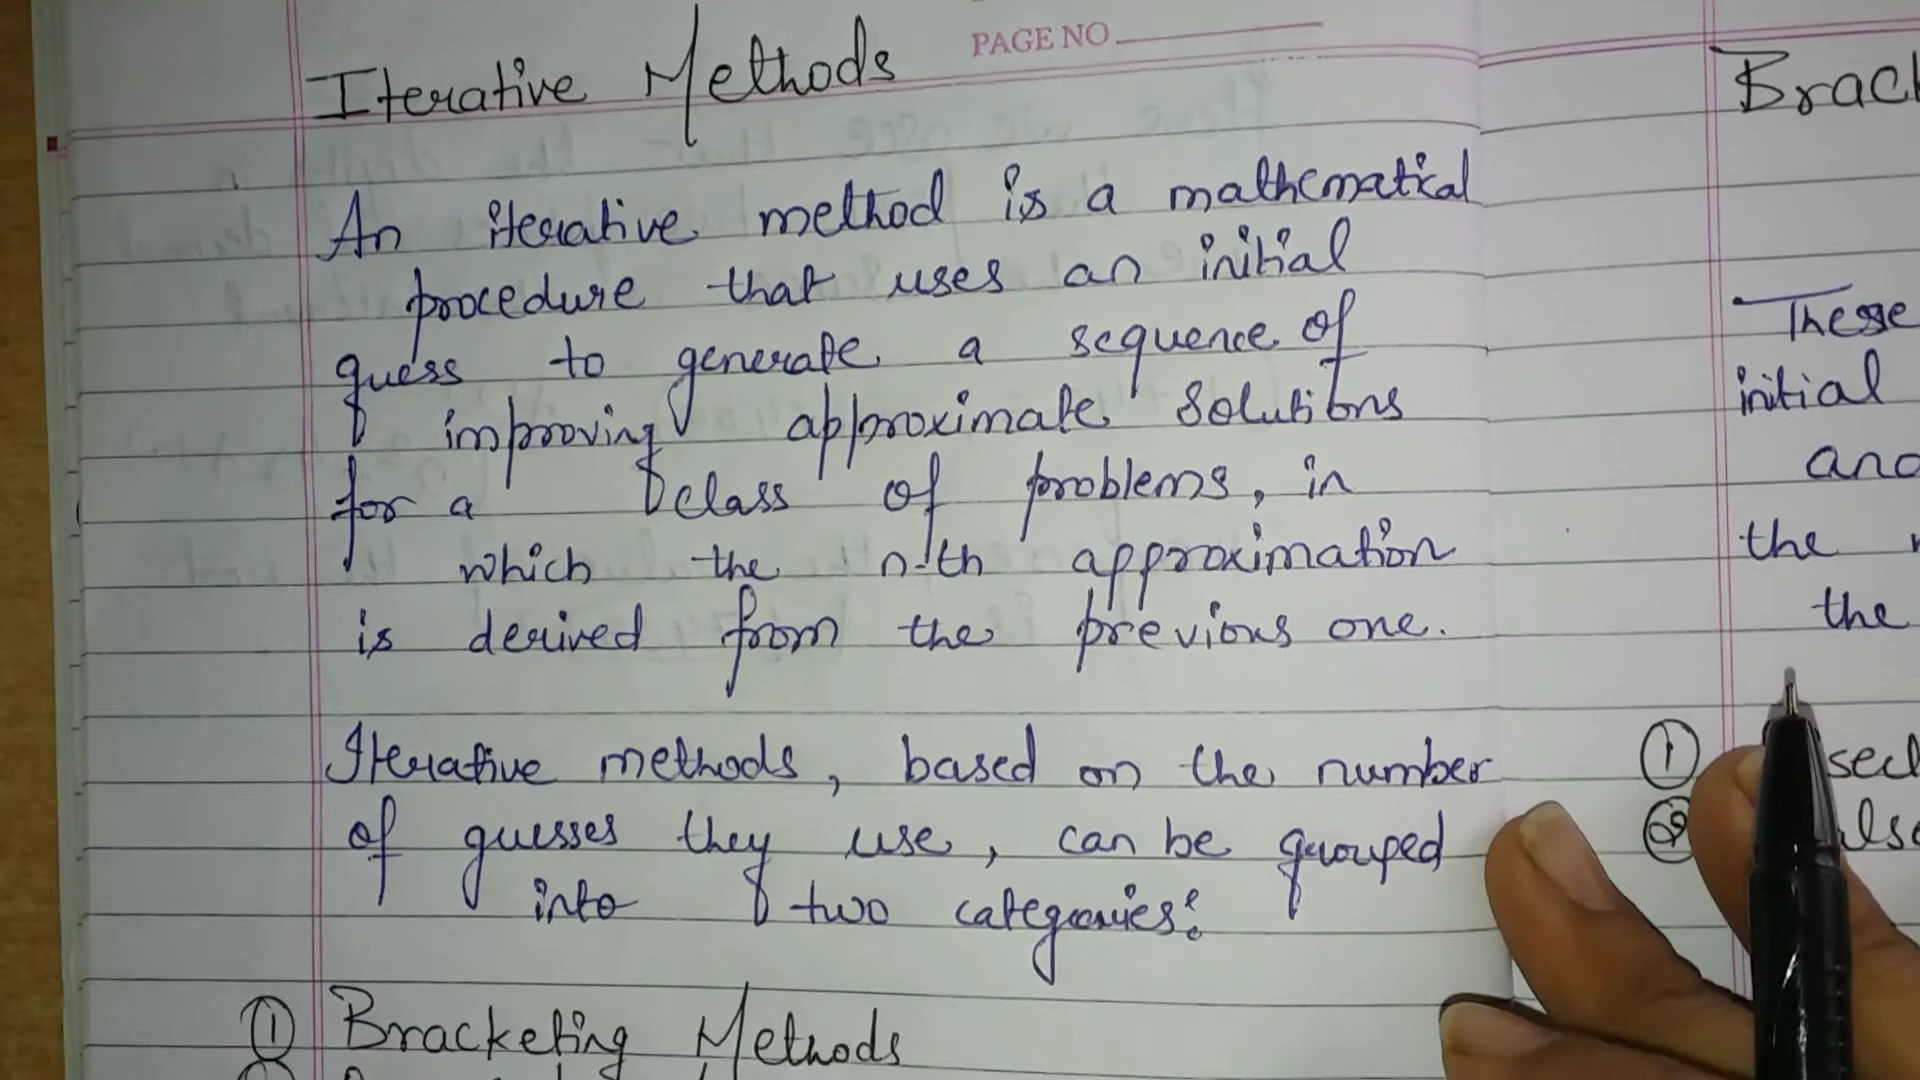 PAGE NO
Iterative Methods
An iterative method is a mathematical
procedure that uses an initial
guess to generate a sequence of
improving approximate solutions
for a class of problems, in
which the n-th approximation
is derived from the previous one.
Iterative methods, based on the number
of guesses they use, can be grouped
into two categories:
① Bracketing Methods
Brac
These
initial
and
the
the
①
②